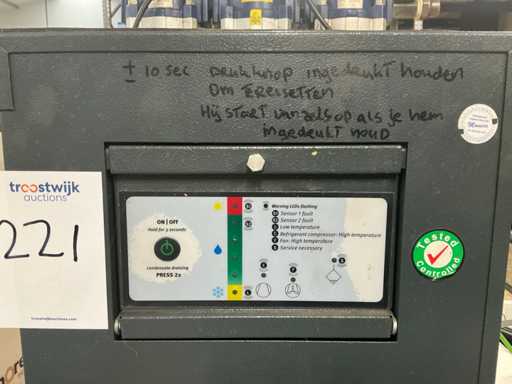 ± 10 sec Drukknop ingedrukt houden
Om te resetten
Hij start vanzelf op als je hem
ingedrukt houd
troostwijk
auctions
221
ON | OFF
Hold for 3 seconds
Condensate draining
PRESS 2x
Warning LEDs flashing
S1 Sensor 1 fault
S2 Sensor 2 fault
Low temperature
C Refrigerant compressor: High temperature
F Fan: High temperature
S Service necessary
Tested
Controlled